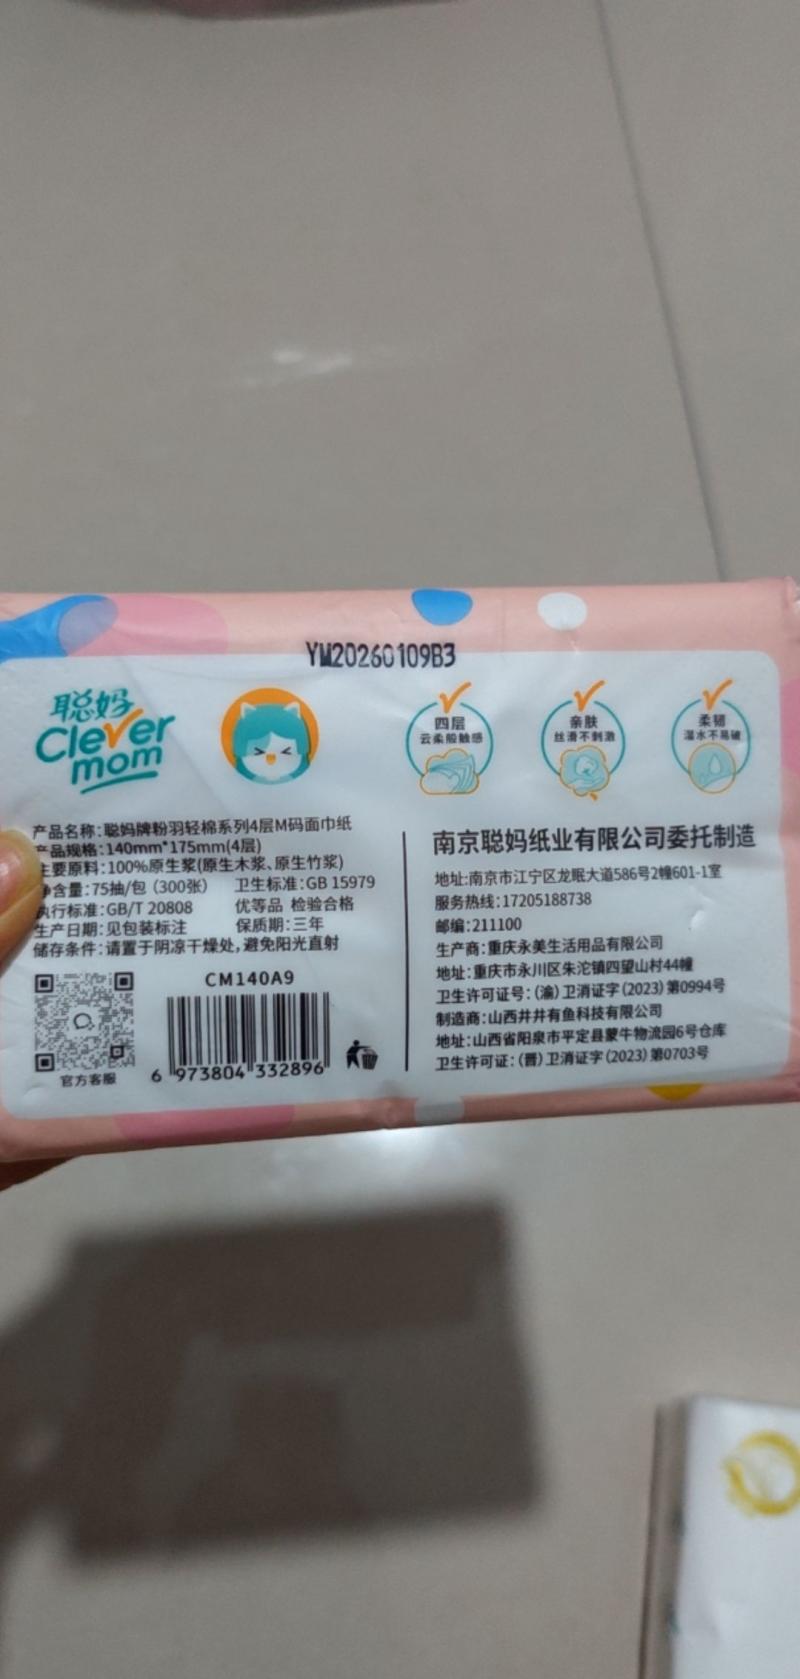 YM20260109B3
聪妈
Clever
mom
四层
云柔般触感
亲肤
丝滑不刺激
柔韧
湿水不易破
产品名称:聪妈牌粉羽轻棉系列4层M码面巾纸
产品规格:140mm*175mm(4层)
主要原料:100%原生浆(原生木浆、原生竹浆)
净含量:75抽/包(300张) 卫生标准:GB 15979
执行标准:GB/T 20808 优等品 检验合格
生产日期:见包装标注 保质期:三年
储存条件:请置于阴凉干燥处,避免阳光直射
官方客服
CM140A9
6 973804 332896
南京聪妈纸业有限公司委托制造
地址:南京市江宁区龙眠大道586号2幢601-1室
服务热线:17205188738
邮编:211100
生产商:重庆永美生活用品有限公司
地址:重庆市永川区朱沱镇四望山村44幢
卫生许可证号:(渝)卫消证字(2023)第0994号
制造商:山西井井有鱼科技有限公司
地址:山西省阳泉市平定县蒙牛物流园6号仓库
卫生许可证:(晋)卫消证字(2023)第0703号